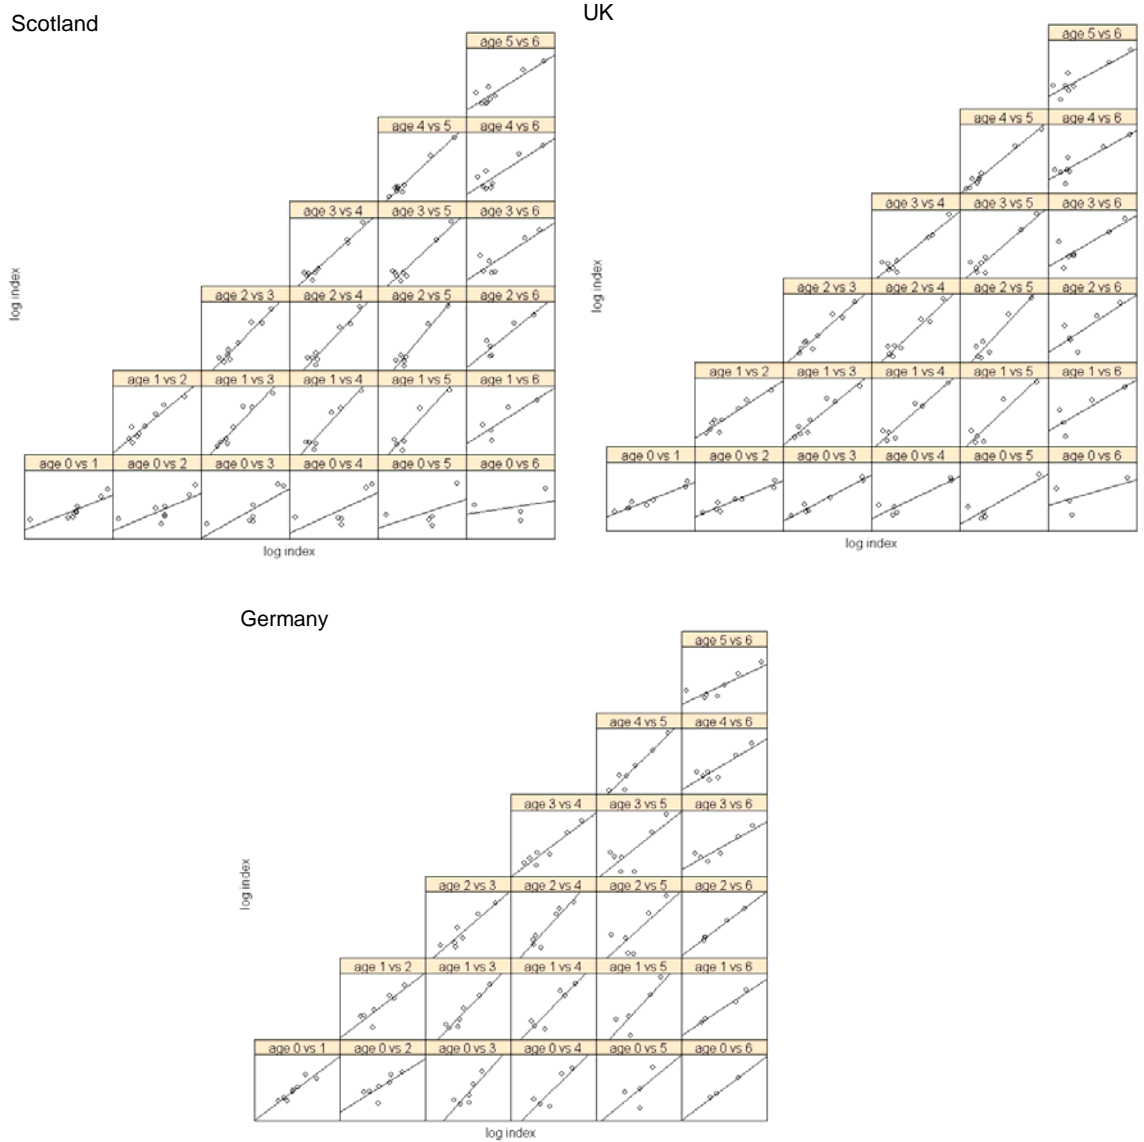 Scotland
age 5 vs 6
age 4 vs 5 age 4 vs 6
age 3 vs 4 age 3 vs 5 age 3 vs 6
age 2 vs 3 age 2 vs 4 age 2 vs 5 age 2 vs 6
age 1 vs 2 age 1 vs 3 age 1 vs 4 age 1 vs 5 age 1 vs 6
age 0 vs 1 age 0 vs 2 age 0 vs 3 age 0 vs 4 age 0 vs 5 age 0 vs 6
log index
log index
UK
age 5 vs 6
age 4 vs 5 age 4 vs 6
age 3 vs 4 age 3 vs 5 age 3 vs 6
age 2 vs 3 age 2 vs 4 age 2 vs 5 age 2 vs 6
age 1 vs 2 age 1 vs 3 age 1 vs 4 age 1 vs 5 age 1 vs 6
age 0 vs 1 age 0 vs 2 age 0 vs 3 age 0 vs 4 age 0 vs 5 age 0 vs 6
log index
log index
Germany
age 5 vs 6
age 4 vs 5 age 4 vs 6
age 3 vs 4 age 3 vs 5 age 3 vs 6
age 2 vs 3 age 2 vs 4 age 2 vs 5 age 2 vs 6
age 1 vs 2 age 1 vs 3 age 1 vs 4 age 1 vs 5 age 1 vs 6
age 0 vs 1 age 0 vs 2 age 0 vs 3 age 0 vs 4 age 0 vs 5 age 0 vs 6
log index
log index